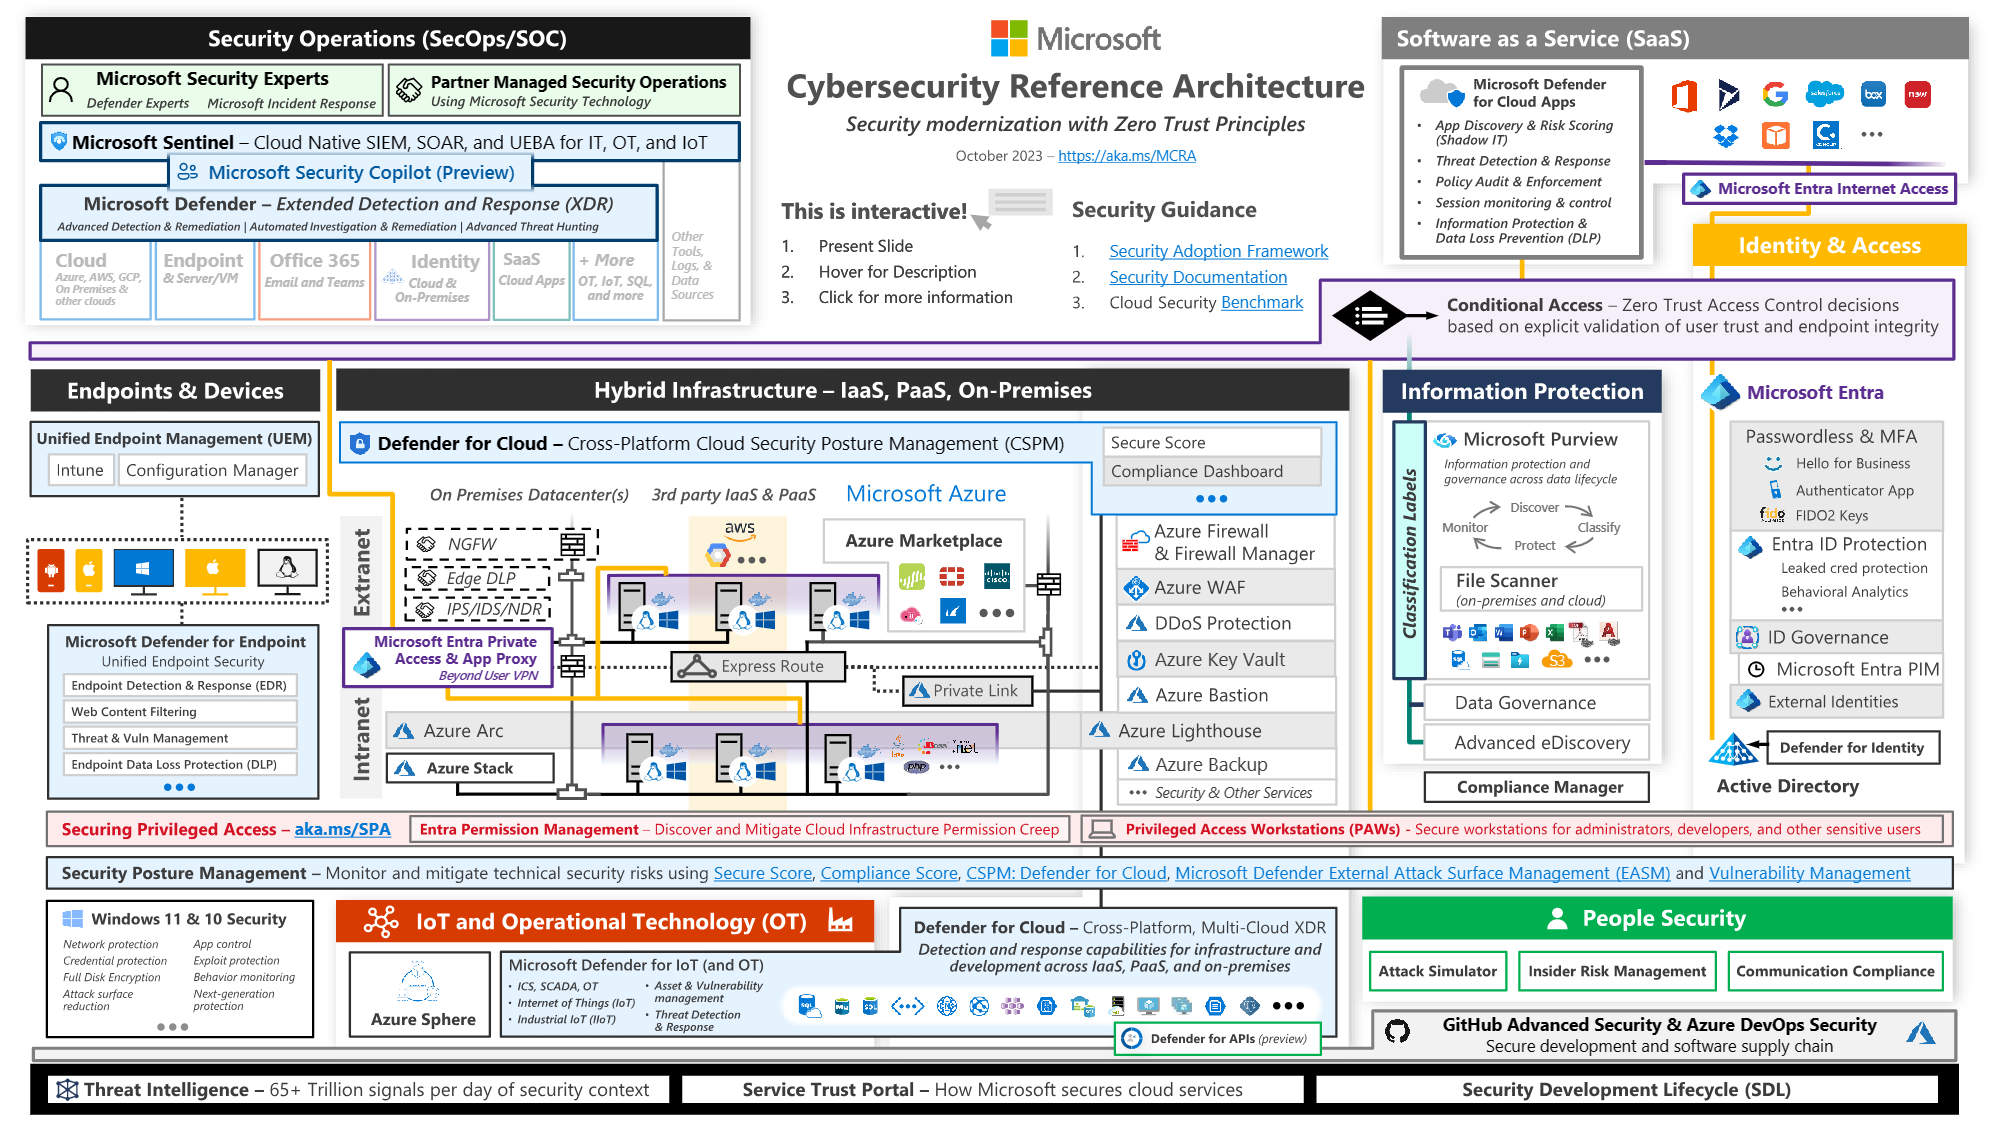 Security Operations (SecOps/SOC)
Microsoft Security Experts
Defender Experts Microsoft Incident Response
Partner Managed Security Operations
Using Microsoft Security Technology
Microsoft Sentinel – Cloud Native SIEM, SOAR, and UEBA for IT, OT, and IoT
Microsoft Security Copilot (Preview)
Microsoft Defender – Extended Detection and Response (XDR)
Advanced Detection & Remediation | Automated Investigation & Remediation | Advanced Threat Hunting
Cloud
Azure, AWS, GCP,
On Premises &
other clouds
Endpoint
& Server/VM
Office 365
Email and Teams
Identity
Cloud &
On-Premises
SaaS
Cloud Apps
+ More
OT, IoT, SQL,
and more
Other
Tools,
Logs, &
Data
Sources
Microsoft
Cybersecurity Reference Architecture
Security modernization with Zero Trust Principles
October 2023 – https://aka.ms/MCRA
This is interactive!
1. Present Slide
2. Hover for Description
3. Click for more information
Security Guidance
1. Security Adoption Framework
2. Security Documentation
3. Cloud Security Benchmark
Software as a Service (SaaS)
Microsoft Defender
for Cloud Apps
• App Discovery & Risk Scoring
(Shadow IT)
• Threat Detection & Response
• Policy Audit & Enforcement
• Session monitoring & control
• Information Protection &
Data Loss Prevention (DLP)
salesforce
box
now
Microsoft Entra Internet Access
Identity & Access
Conditional Access – Zero Trust Access Control decisions
based on explicit validation of user trust and endpoint integrity
Endpoints & Devices
Unified Endpoint Management (UEM)
Intune
Configuration Manager
Microsoft Defender for Endpoint
Unified Endpoint Security
Endpoint Detection & Response (EDR)
Web Content Filtering
Threat & Vuln Management
Endpoint Data Loss Protection (DLP)
Hybrid Infrastructure – IaaS, PaaS, On-Premises
Defender for Cloud – Cross-Platform Cloud Security Posture Management (CSPM)
Secure Score
Compliance Dashboard
On Premises Datacenter(s)
3rd party IaaS & PaaS
Microsoft Azure
Extranet
NGFW
Edge DLP
IPS/IDS/NDR
aws
Azure Marketplace
CISCO
Microsoft Entra Private
Access & App Proxy
Beyond User VPN
Express Route
Private Link
Intranet
Azure Arc
Azure Stack
php
Azure Firewall
& Firewall Manager
Azure WAF
DDoS Protection
Azure Key Vault
Azure Bastion
Azure Lighthouse
Azure Backup
Security & Other Services
Information Protection
Classification Labels
Microsoft Purview
Information protection and
governance across data lifecycle
Discover
Monitor
Classify
Protect
File Scanner
(on-premises and cloud)
S3
Data Governance
Advanced eDiscovery
Compliance Manager
Microsoft Entra
Passwordless & MFA
Hello for Business
Authenticator App
fido
FIDO2 Keys
Entra ID Protection
Leaked cred protection
Behavioral Analytics
ID Governance
Microsoft Entra PIM
External Identities
Defender for Identity
Active Directory
Securing Privileged Access – aka.ms/SPA
Entra Permission Management – Discover and Mitigate Cloud Infrastructure Permission Creep
Privileged Access Workstations (PAWs) - Secure workstations for administrators, developers, and other sensitive users
Security Posture Management – Monitor and mitigate technical security risks using Secure Score, Compliance Score, CSPM: Defender for Cloud, Microsoft Defender External Attack Surface Management (EASM) and Vulnerability Management
Windows 11 & 10 Security
Network protection
Credential protection
Full Disk Encryption
Attack surface
reduction
App control
Exploit protection
Behavior monitoring
Next-generation
protection
IoT and Operational Technology (OT)
Azure Sphere
Microsoft Defender for IoT (and OT)
• ICS, SCADA, OT
• Internet of Things (IoT)
• Industrial IoT (IIoT)
• Asset & Vulnerability
management
• Threat Detection
& Response
Defender for Cloud – Cross-Platform, Multi-Cloud XDR
Detection and response capabilities for infrastructure and
development across IaaS, PaaS, and on-premises
Defender for APIs (preview)
People Security
Attack Simulator
Insider Risk Management
Communication Compliance
GitHub Advanced Security & Azure DevOps Security
Secure development and software supply chain
Threat Intelligence – 65+ Trillion signals per day of security context
Service Trust Portal – How Microsoft secures cloud services
Security Development Lifecycle (SDL)